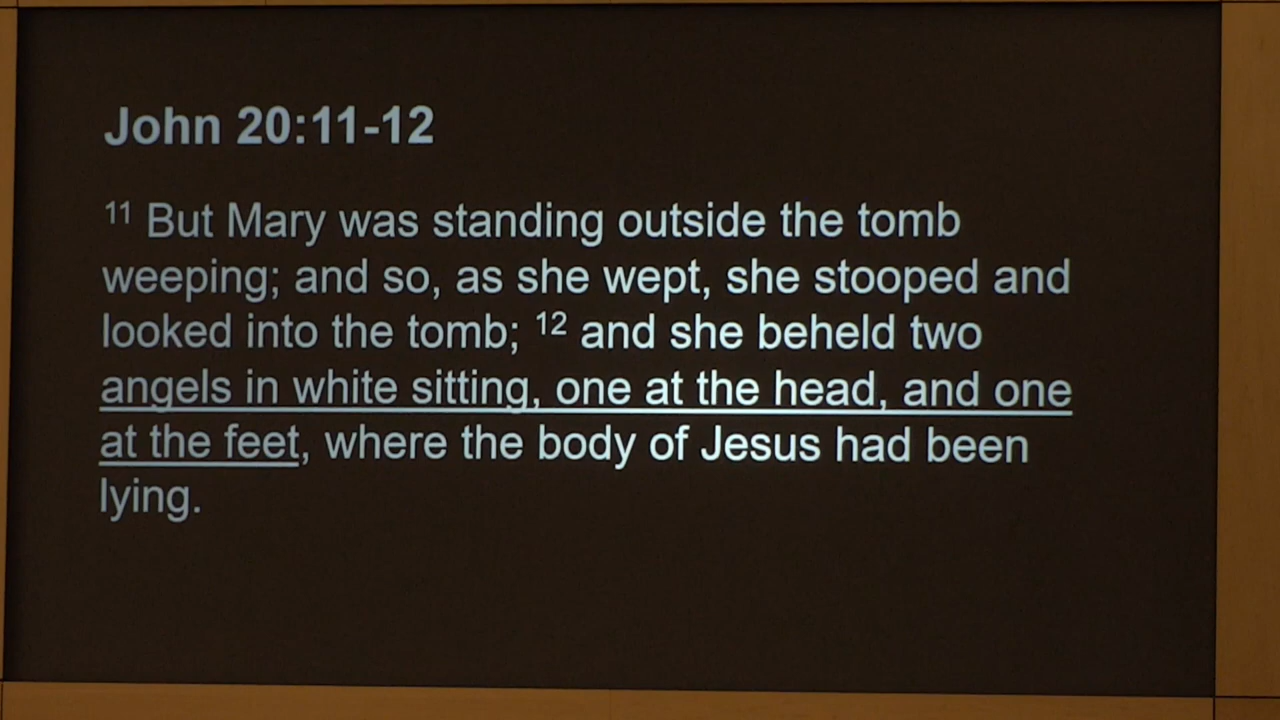 John 20:11-12
11 But Mary was standing outside the tomb
weeping; and so, as she wept, she stooped and
looked into the tomb; 12 and she beheld two
angels in white sitting, one at the head, and one
at the feet, where the body of Jesus had been
lying.